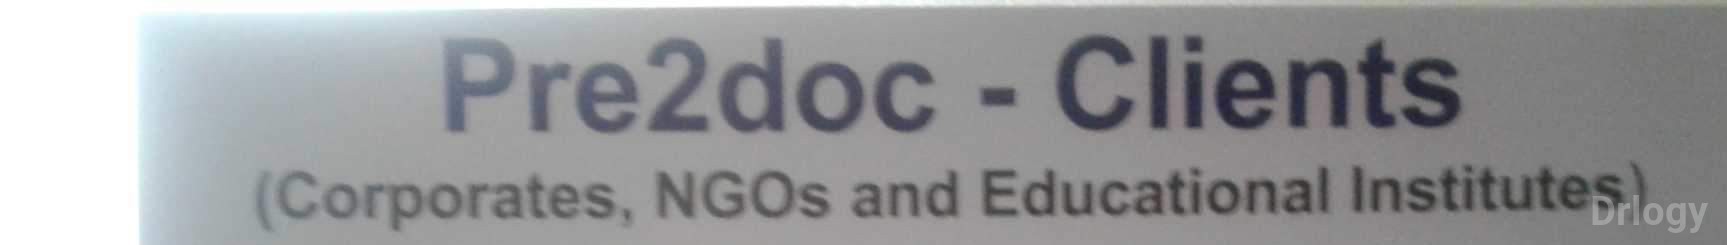 Pre2doc - Clients
(Corporates, NGOs and Educational Institutes)
Drlogy